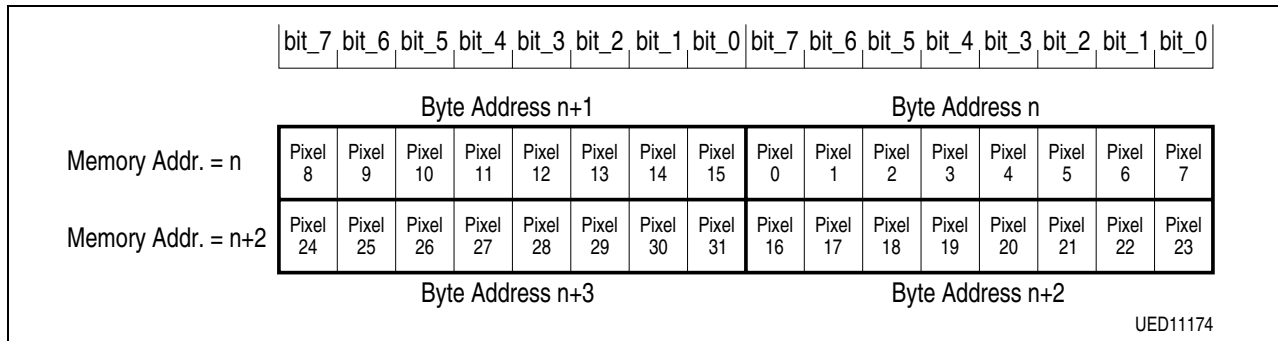 bit_7 bit_6 bit_5 bit_4 bit_3 bit_2 bit_1 bit_0 bit_7 bit_6 bit_5 bit_4 bit_3 bit_2 bit_1 bit_0
Byte Address n+1 Byte Address n
Memory Addr. = n
Pixel Pixel Pixel Pixel Pixel Pixel Pixel Pixel Pixel Pixel Pixel Pixel Pixel Pixel Pixel Pixel
8 9 10 11 12 13 14 15 0 1 2 3 4 5 6 7
Memory Addr. = n+2
Pixel Pixel Pixel Pixel Pixel Pixel Pixel Pixel Pixel Pixel Pixel Pixel Pixel Pixel Pixel Pixel
24 25 26 27 28 29 30 31 16 17 18 19 20 21 22 23
Byte Address n+3 Byte Address n+2
UED11174